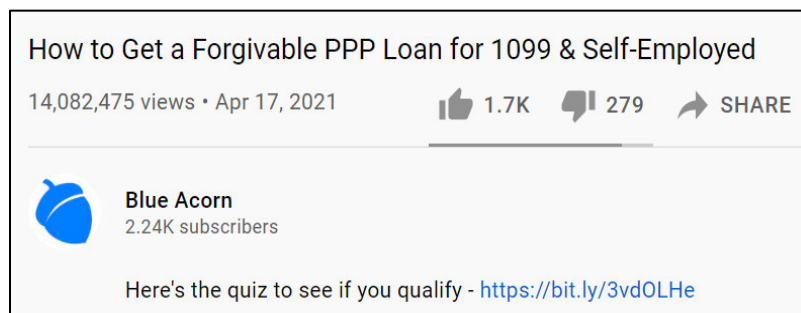 How to Get a Forgivable PPP Loan for 1099 & Self-Employed
14,082,475 views • Apr 17, 2021 1.7K 279 SHARE
Blue Acorn
2.24K subscribers
Here's the quiz to see if you qualify - https://bit.ly/3vdOLHe